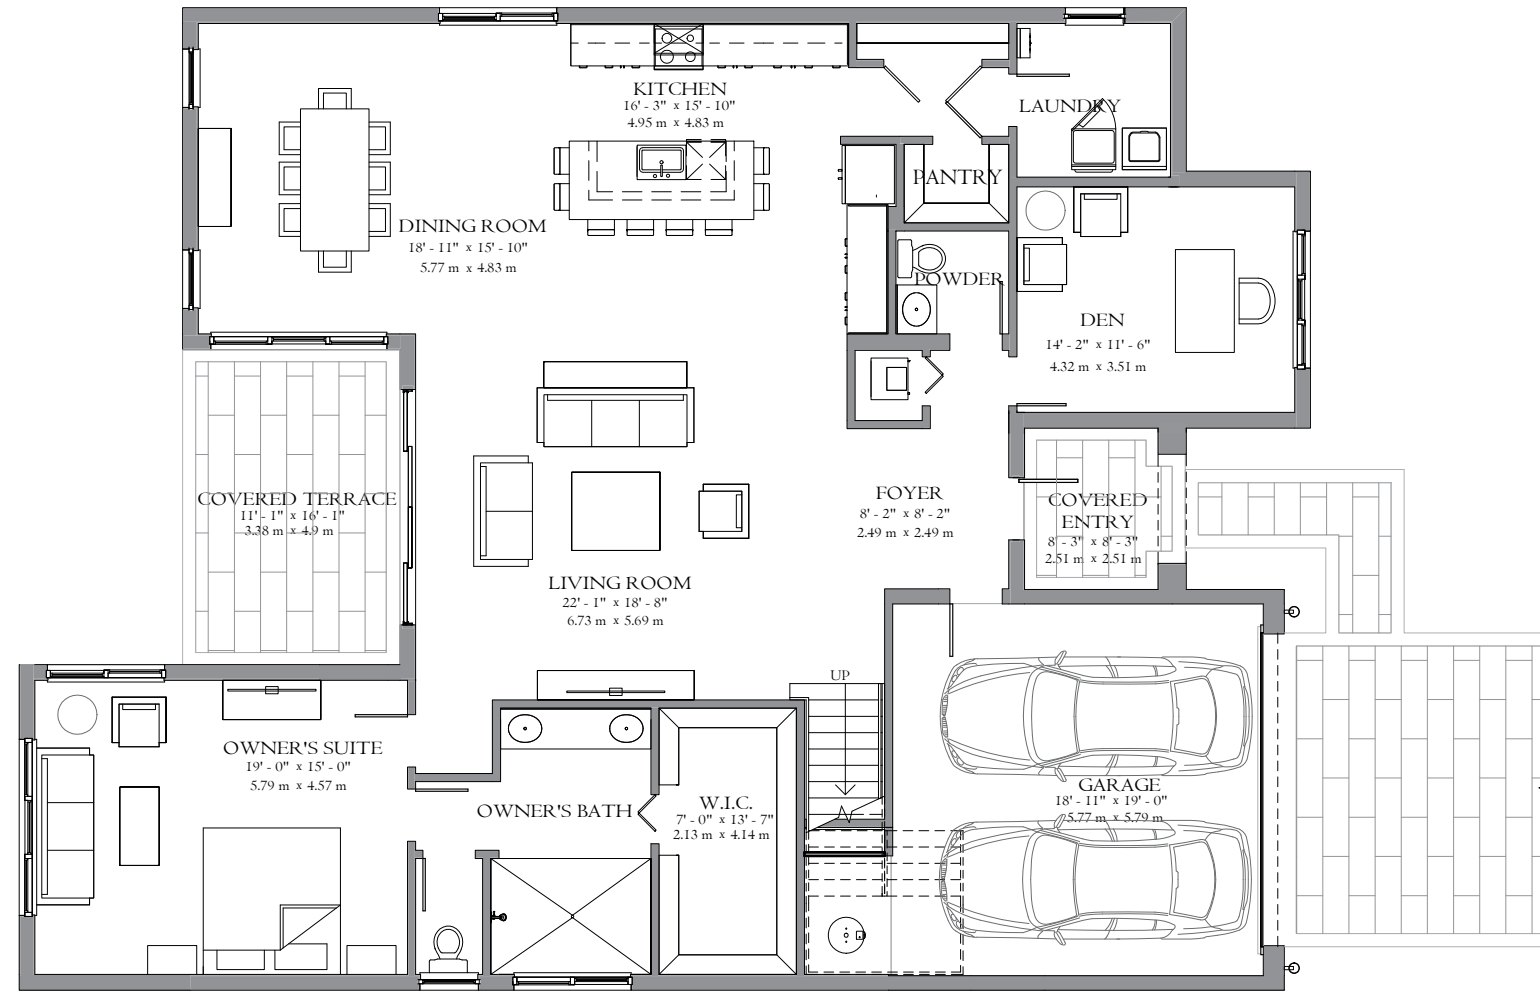 KITCHEN
16' - 3" x 15' - 10"
4.95 m x 4.83 m
LAUNDRY
PANTRY
DINING ROOM
18' - 11" x 15' - 10"
5.77 m x 4.83 m
POWDER
DEN
14' - 2" x 11' - 6"
4.32 m x 3.51 m
COVERED TERRACE
11' - 1" x 16' - 1"
3.38 m x 4.9 m
FOYER
8' - 2" x 8' - 2"
2.49 m x 2.49 m
COVERED
ENTRY
8' - 3" x 8' - 3"
2.51 m x 2.51 m
LIVING ROOM
22' - 1" x 18' - 8"
6.73 m x 5.69 m
UP
OWNER'S SUITE
19' - 0" x 15' - 0"
5.79 m x 4.57 m
OWNER'S BATH
W.I.C.
7' - 0" x 13' - 7"
2.13 m x 4.14 m
GARAGE
18' - 11" x 19' - 0"
5.77 m x 5.79 m